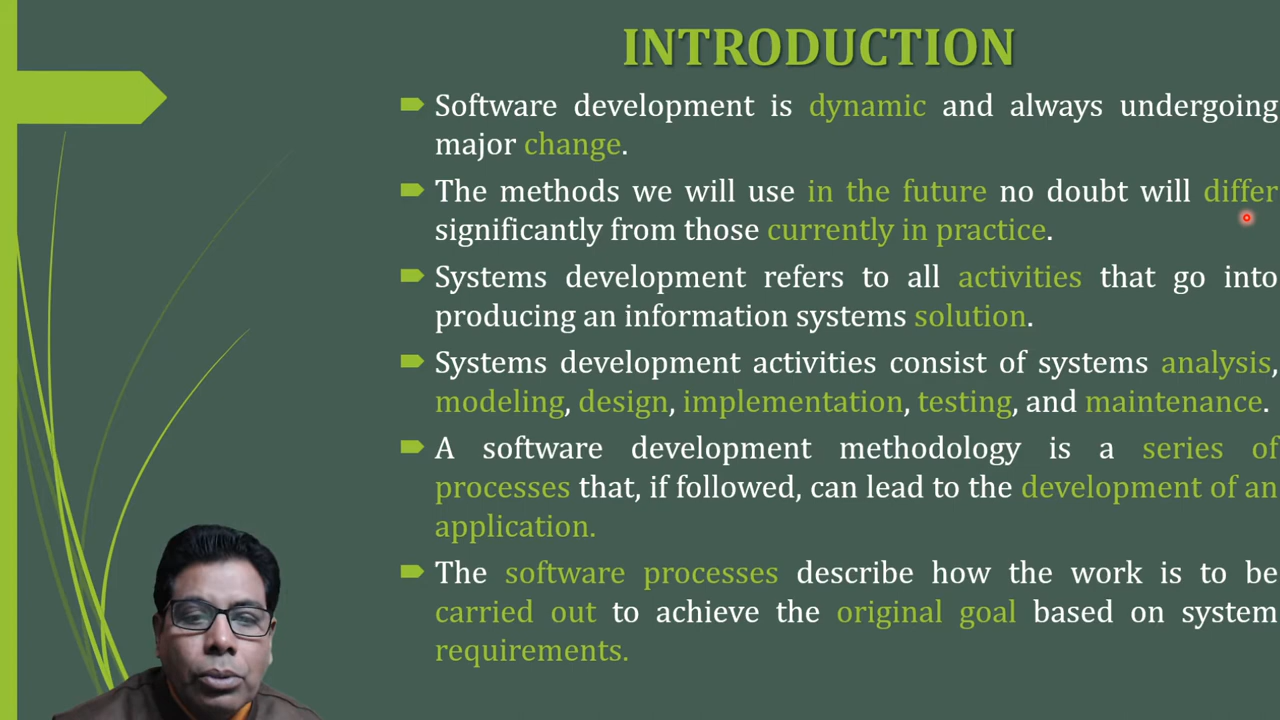 INTRODUCTION
Software development is dynamic and always undergoing
major change.
The methods we will use in the future no doubt will differ
significantly from those currently in practice.
Systems development refers to all activities that go into
producing an information systems solution.
Systems development activities consist of systems analysis,
modeling, design, implementation, testing, and maintenance.
A software development methodology is a series of
processes that, if followed, can lead to the development of an
application.
The software processes describe how the work is to be
carried out to achieve the original goal based on system
requirements.